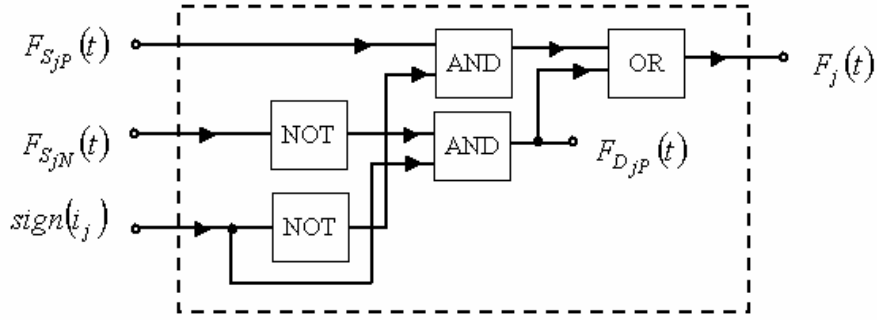 F_{S_{jP}}(t)
AND
OR
F_j(t)
F_{S_{jN}}(t)
NOT
AND
F_{D_{jP}}(t)
sign(i_j)
NOT